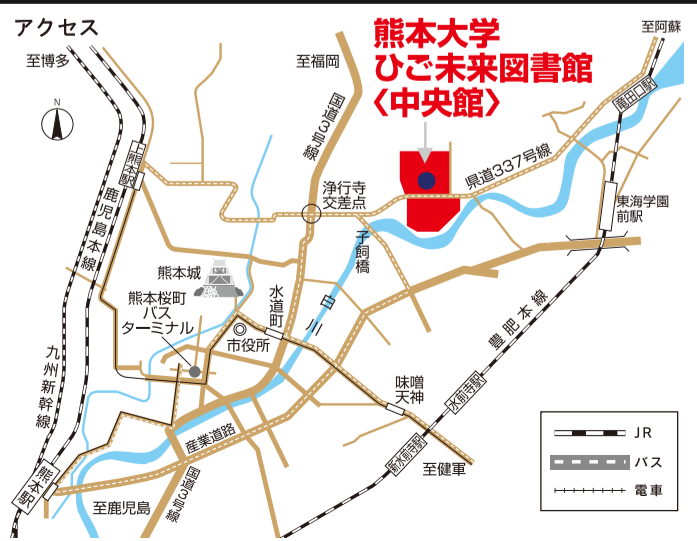 アクセス
至博多
N
至福岡
国道3号線
熊本大学
ひご未来図書館
〈中央館〉
至阿蘇
竜田口駅
上熊本駅
鹿児島本線
浄行寺
交差点
県道337号線
東海学園
前駅
子飼橋
熊本城
熊本桜町
バス
ターミナル
水道町
白川
市役所
豊肥本線
九州新幹線
味噌
天神
水前寺駅
新水前寺駅
産業道路
至健軍
熊本駅
至鹿児島
国道3号線
JR
バス
電車